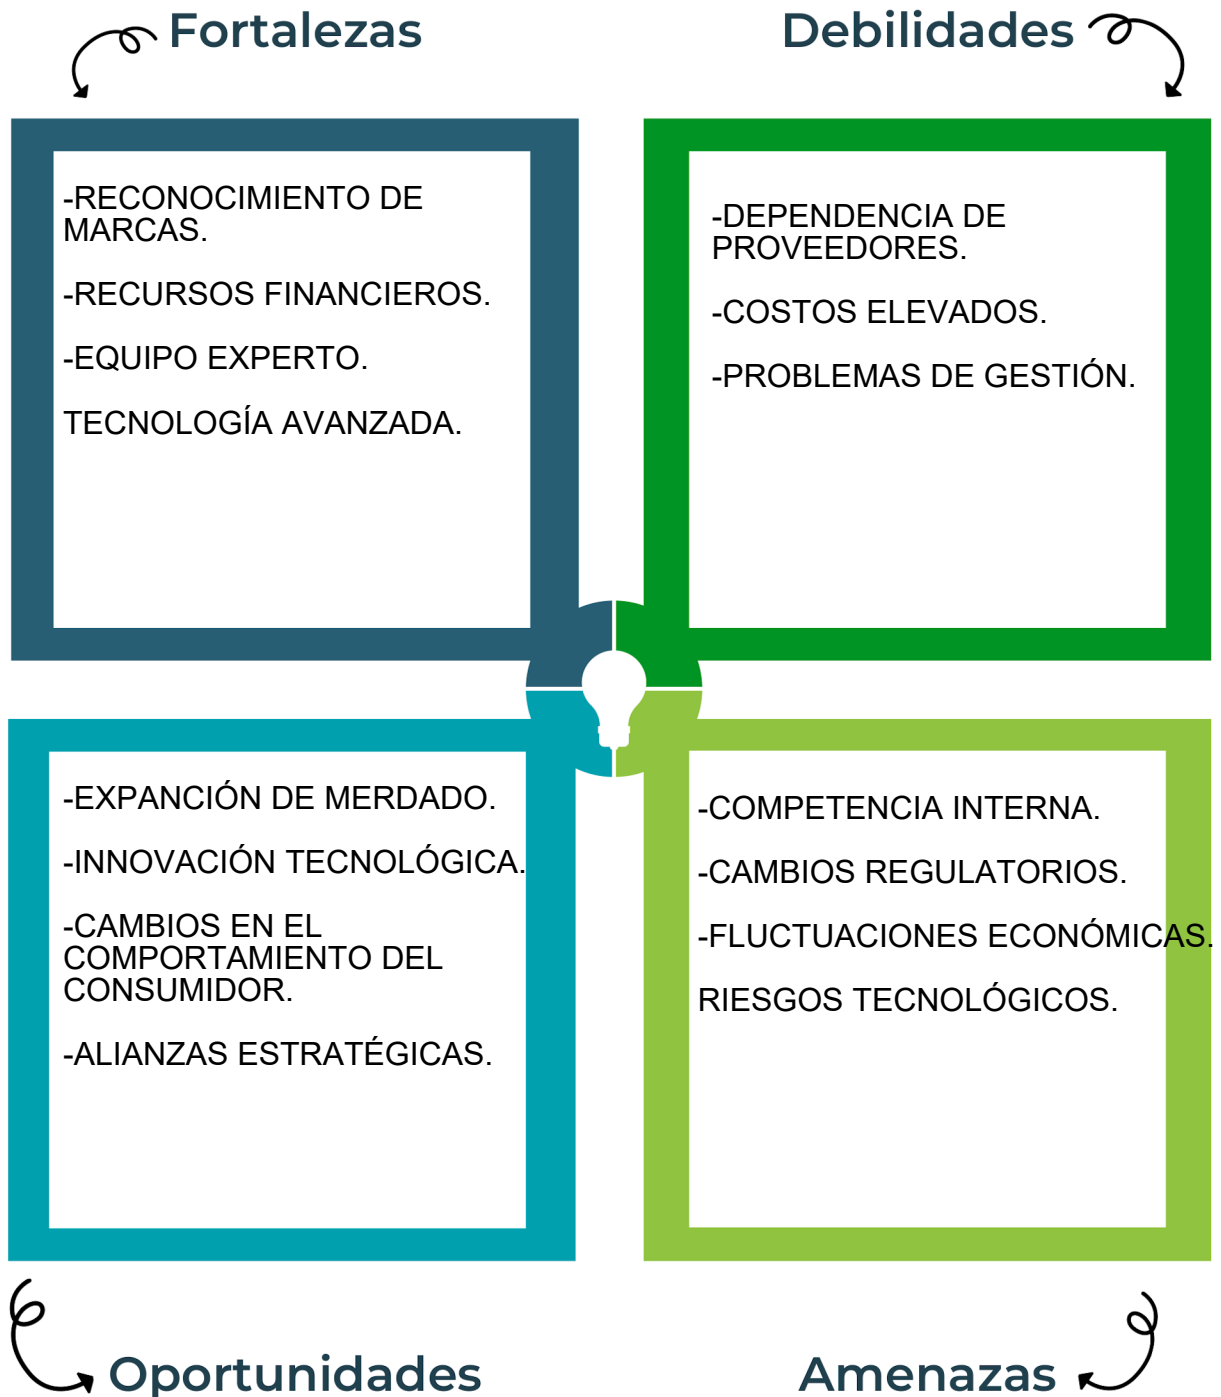 Fortalezas
-RECONOCIMIENTO DE
MARCAS.
-RECURSOS FINANCIEROS.
-EQUIPO EXPERTO.
TECNOLOGÍA AVANZADA.
Debilidades
-DEPENDENCIA DE
PROVEEDORES.
-COSTOS ELEVADOS.
-PROBLEMAS DE GESTIÓN.
-EXPANCIÓN DE MERDADO.
-INNOVACIÓN TECNOLÓGICA.
-CAMBIOS EN EL
COMPORTAMIENTO DEL
CONSUMIDOR.
-ALIANZAS ESTRATÉGICAS.
Oportunidades
-COMPETENCIA INTERNA.
-CAMBIOS REGULATORIOS.
-FLUCTUACIONES ECONÓMICAS.
RIESGOS TECNOLÓGICOS.
Amenazas